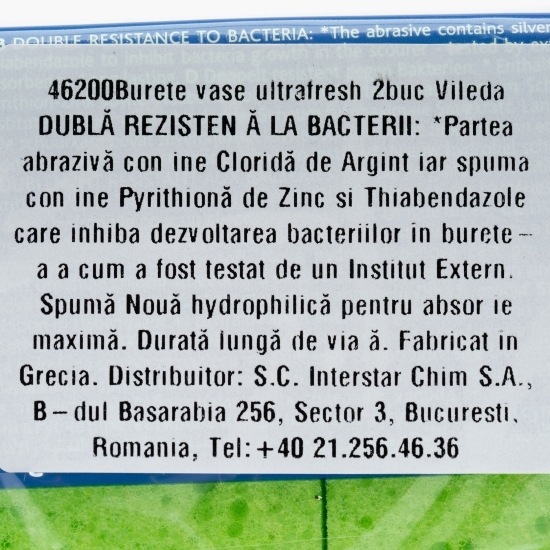 DOUBLE RESISTANCE TO BACTERIA: *The abrasive contains silver
46200Burete vase ultrafresh 2buc Vileda
DUBLĂ REZISTEN Ă LA BACTERII: *Partea
abrazivă con ine Cloridă de Argint iar spuma
con ine Pyrithionă de Zinc si Thiabendazole
care inhiba dezvoltarea bacteriilor in burete –
a a cum a fost testat de un Institut Extern.
Spumă Nouă hydrophilică pentru absor ie
maximă. Durată lungă de via ă. Fabricat in
Grecia. Distribuitor: S.C. Interstar Chim S.A.,
B – dul Basarabia 256, Sector 3, Bucuresti,
Romania, Tel: +40 21.256.46.36